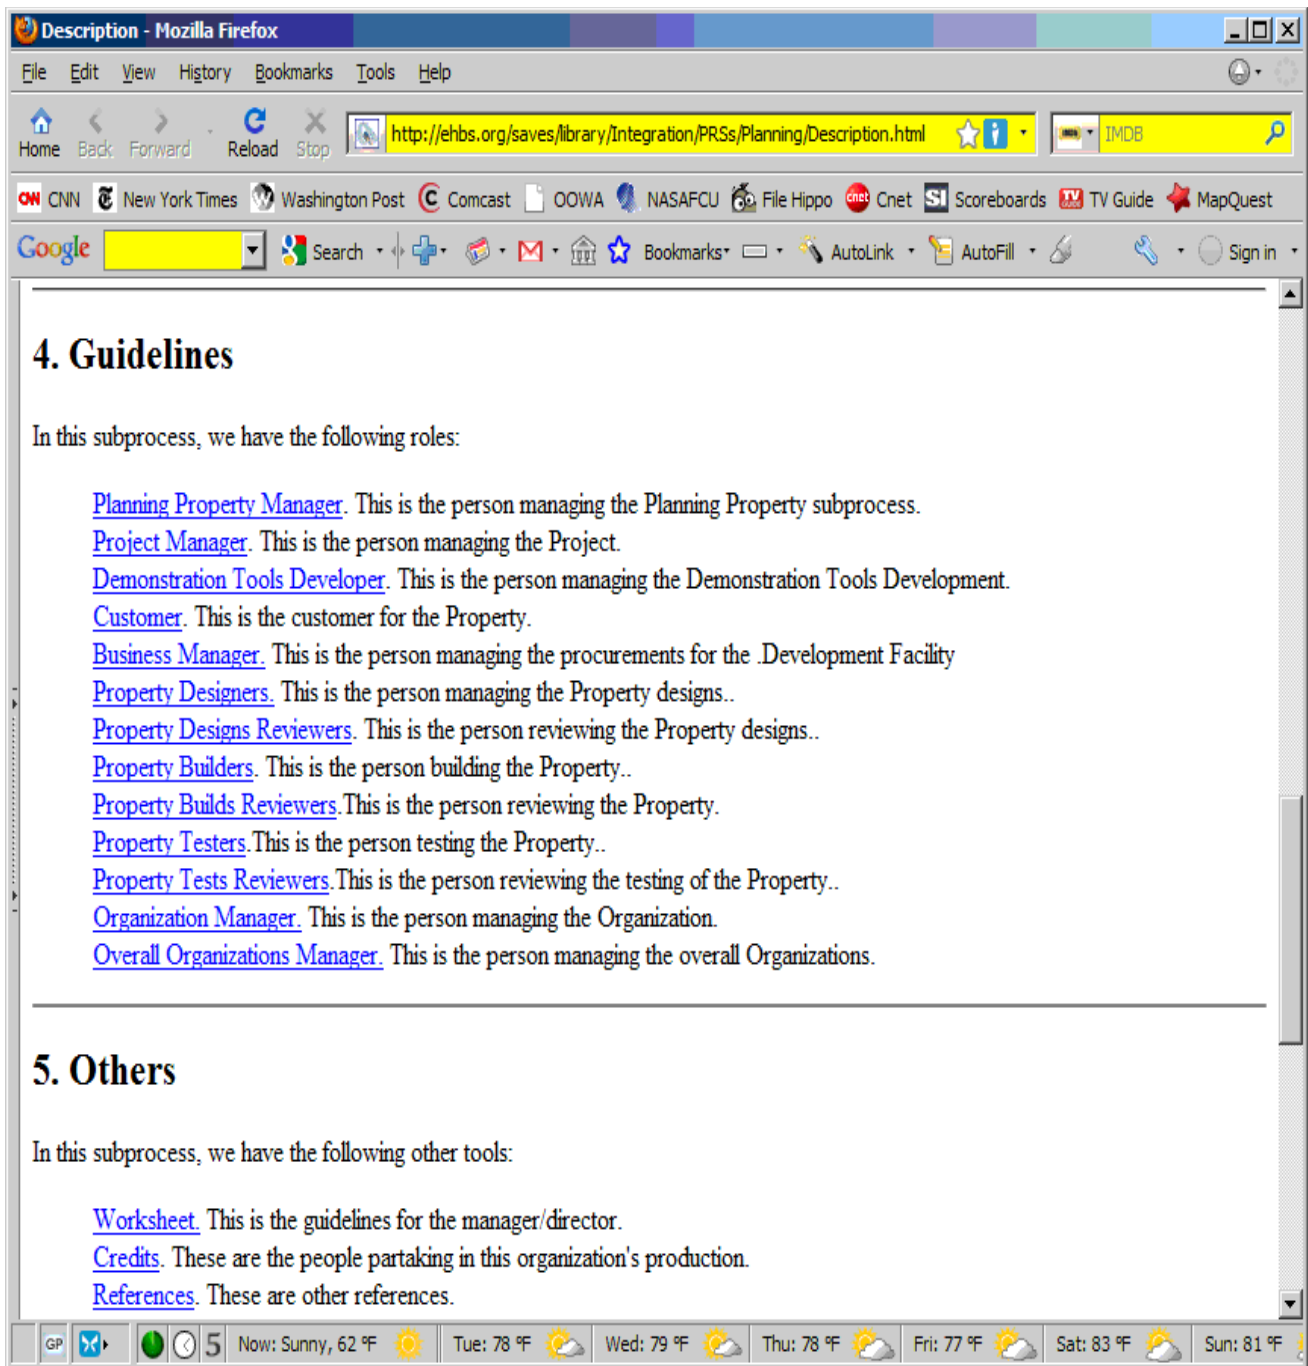 Description - Mozilla Firefox
File Edit View History Bookmarks Tools Help
Home Back Forward Reload Stop http://ehbs.org/saves/library/Integration/PRSs/Planning/Description.html IMDB
CNN CNN New York Times Washington Post Comcast OOWA NASAFCU File Hippo cnet Cnet SI Scoreboards TV GUIDE TV Guide MapQuest
Google Search Bookmarks AutoLink AutoFill Sign in
4. Guidelines
In this subprocess, we have the following roles:
Planning Property Manager. This is the person managing the Planning Property subprocess.
Project Manager. This is the person managing the Project.
Demonstration Tools Developer. This is the person managing the Demonstration Tools Development.
Customer. This is the customer for the Property.
Business Manager. This is the person managing the procurements for the .Development Facility
Property Designers. This is the person managing the Property designs..
Property Designs Reviewers. This is the person reviewing the Property designs..
Property Builders. This is the person building the Property..
Property Builds Reviewers.This is the person reviewing the Property.
Property Testers.This is the person testing the Property..
Property Tests Reviewers.This is the person reviewing the testing of the Property..
Organization Manager. This is the person managing the Organization.
Overall Organizations Manager. This is the person managing the overall Organizations.
5. Others
In this subprocess, we have the following other tools:
Worksheet. This is the guidelines for the manager/director.
Credits. These are the people partaking in this organization's production.
References. These are other references.
GP 5 Now: Sunny, 62 °F Tue: 78 °F Wed: 79 °F Thu: 78 °F Fri: 77 °F Sat: 83 °F Sun: 81 °F